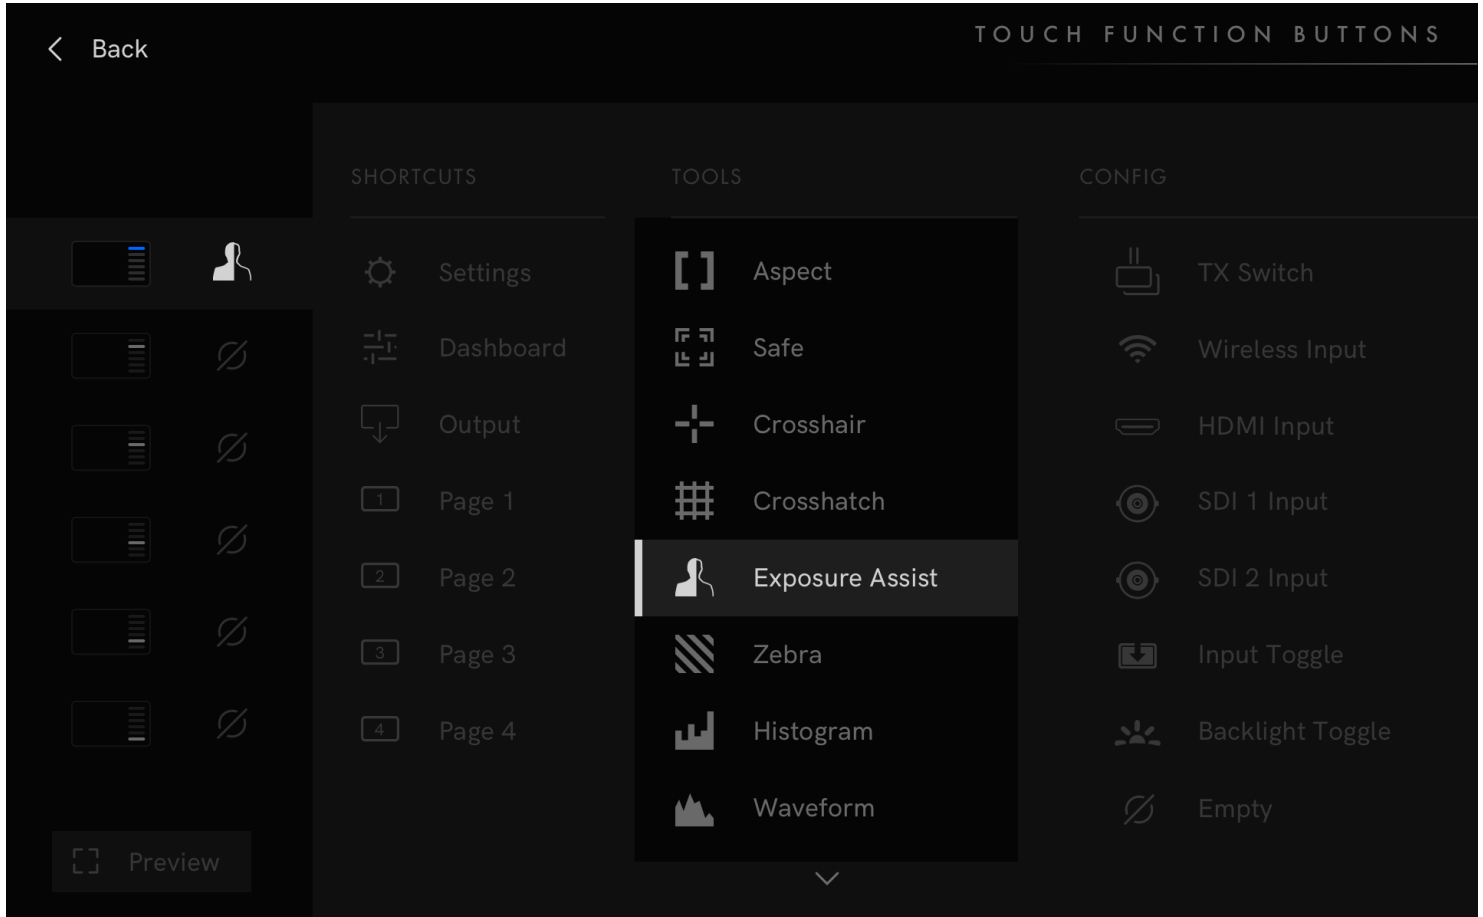 Back
TOUCH FUNCTION BUTTONS
SHORTCUTS
Settings
Dashboard
Output
1 Page 1
2 Page 2
3 Page 3
4 Page 4
TOOLS
Aspect
Safe
Crosshair
Crosshatch
Exposure Assist
Zebra
Histogram
Waveform
CONFIG
TX Switch
Wireless Input
HDMI Input
SDI 1 Input
SDI 2 Input
Input Toggle
Backlight Toggle
Empty
Preview